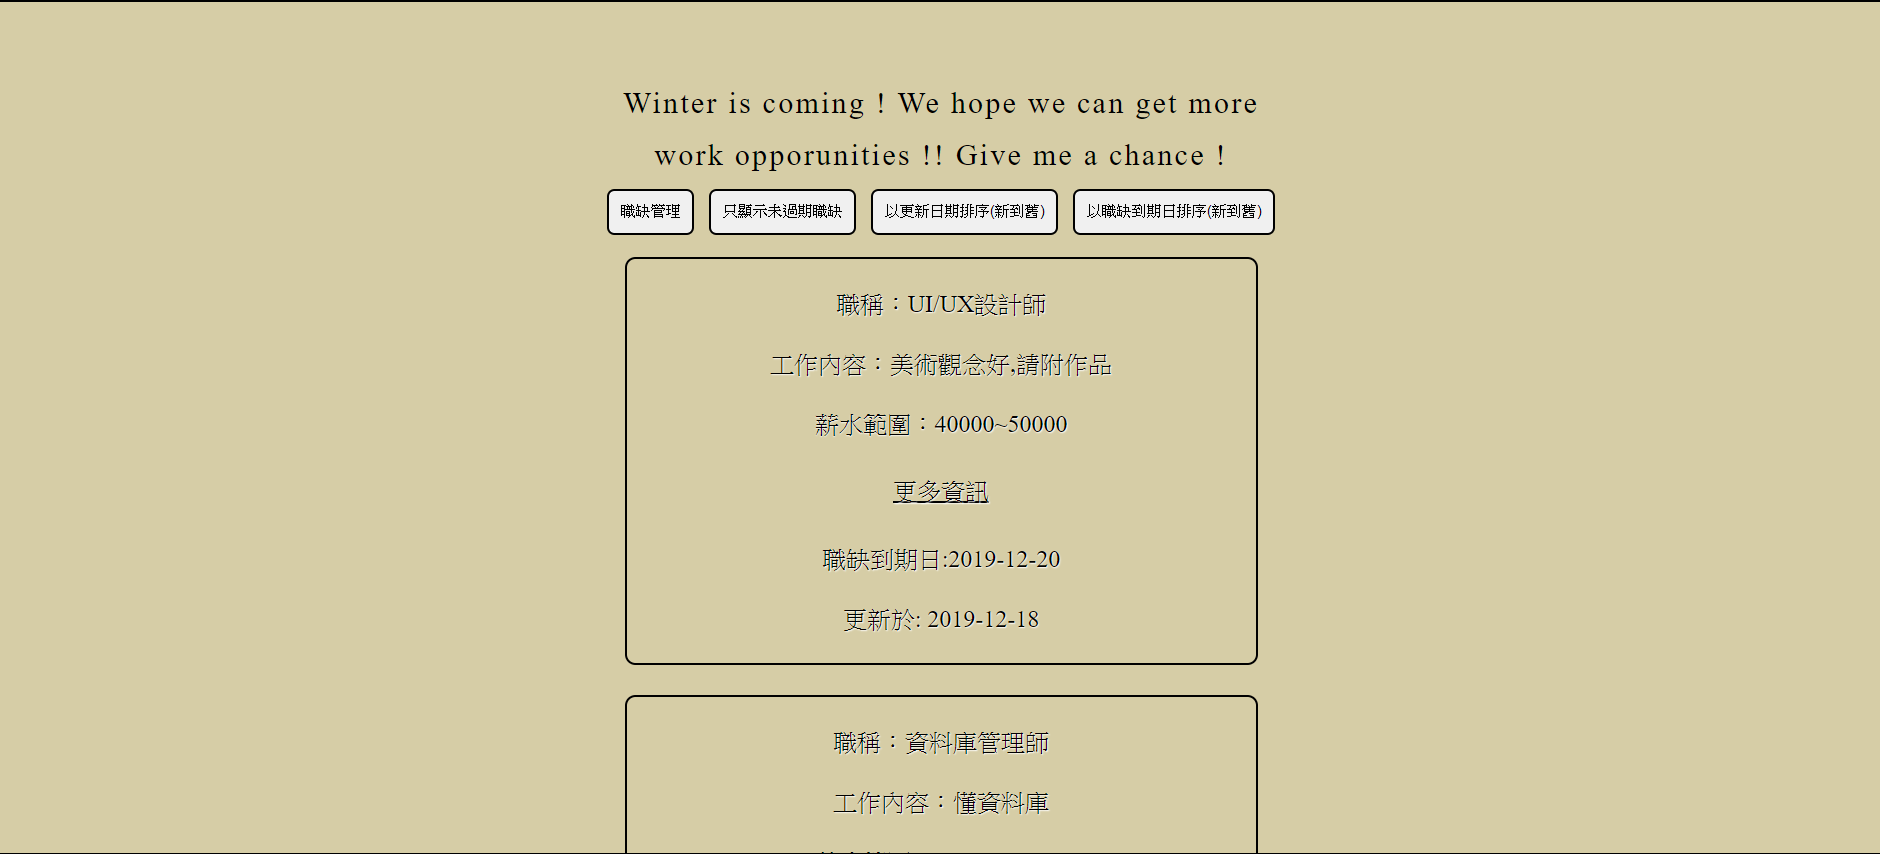 Winter is coming ! We hope we can get more
work opporunities !! Give me a chance !
職缺管理 只顯示未過期職缺 以更新日期排序(新到舊) 以職缺到期日排序(新到舊)
職稱：UI/UX設計師
工作內容：美術觀念好,請附作品
薪水範圍：40000~50000
更多資訊
職缺到期日:2019-12-20
更新於: 2019-12-18
職稱：資料庫管理師
工作內容：懂資料庫